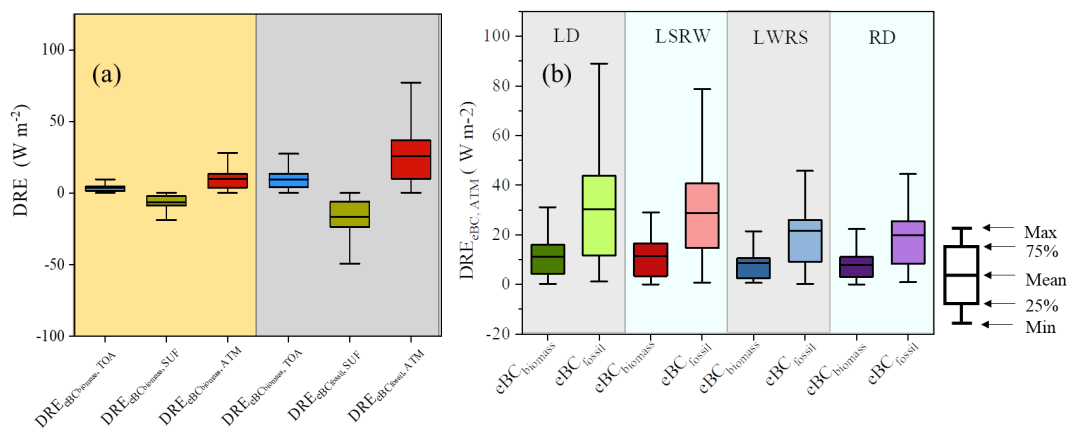 (a)
DRE (W m⁻²)
100
50
0
-50
-100
DRE eBCbiomass, TOA
DRE eBCbiomass, SUF
DRE eBCbiomass, ATM
DRE eBCbiomass, TOA
DRE eBCfossil, SUF
DRE eBCfossil, ATM
(b)
DRE eBC, ATM ( W m-2)
100
80
60
40
20
0
-20
LD
LSRW
LWRS
RD
eBC biomass
eBC fossil
eBC biomass
eBC fossil
eBC biomass
eBC fossil
eBC biomass
eBC fossil
Max
75%
Mean
25%
Min